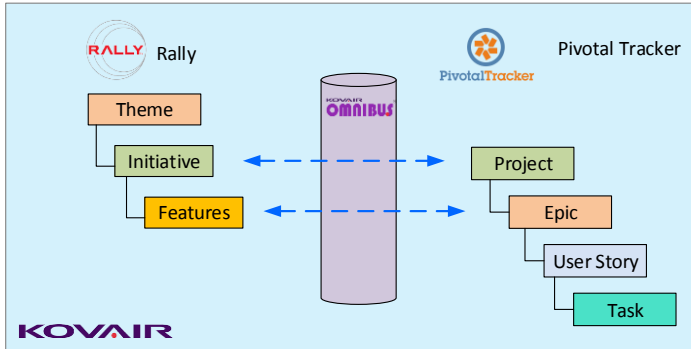 RALLY
Rally
PivotalTracker
Pivotal Tracker
KOVAIR
OMNIBUS
Theme
Initiative
Features
Project
Epic
User Story
Task
KOVAIR